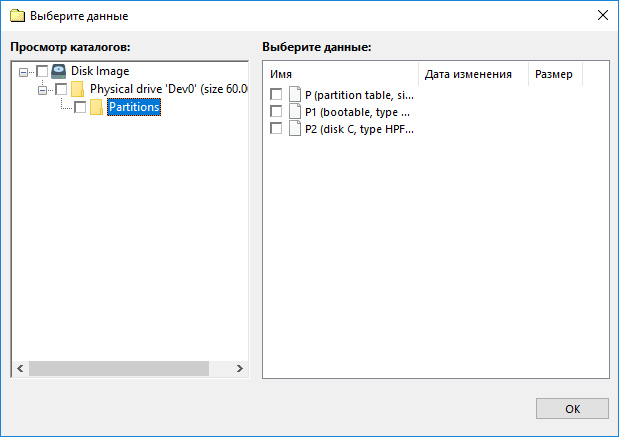 Выберите данные
Просмотр каталогов:
Выберите данные:
Disk Image
Physical drive 'Dev0' (size 60.0
Partitions
Имя Дата изменения Размер
P (partition table, si...
P1 (bootable, type ...
P2 (disk C, type HPF...
OK